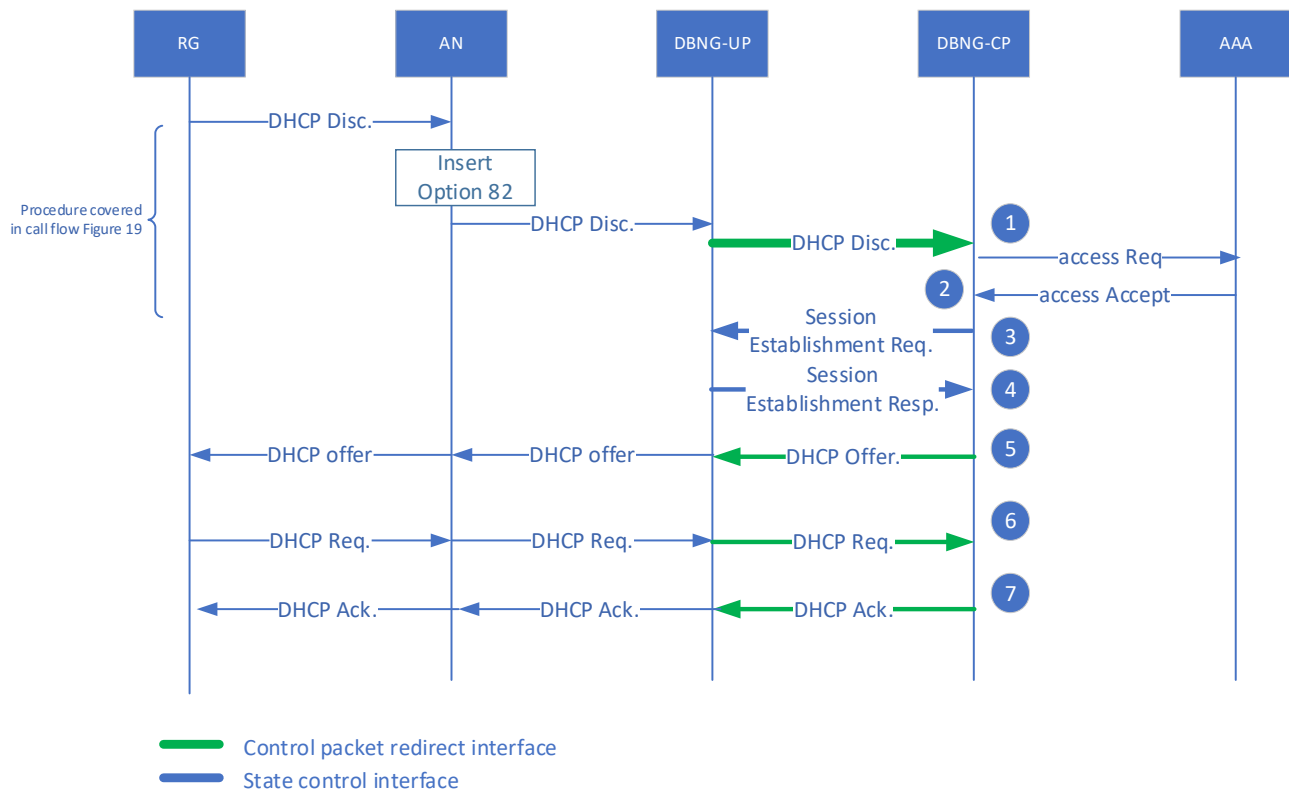 RG
AN
DBNG-UP
DBNG-CP
AAA
DHCP Disc.
Insert
Option 82
Procedure covered
in call flow Figure 19
DHCP Disc.
DHCP Disc.
1
access Req
2
access Accept
Session
Establishment Req.
3
Session
Establishment Resp.
4
DHCP offer
DHCP offer
DHCP Offer.
5
DHCP Req.
DHCP Req.
DHCP Req.
6
DHCP Ack.
DHCP Ack.
DHCP Ack.
7
Control packet redirect interface
State control interface